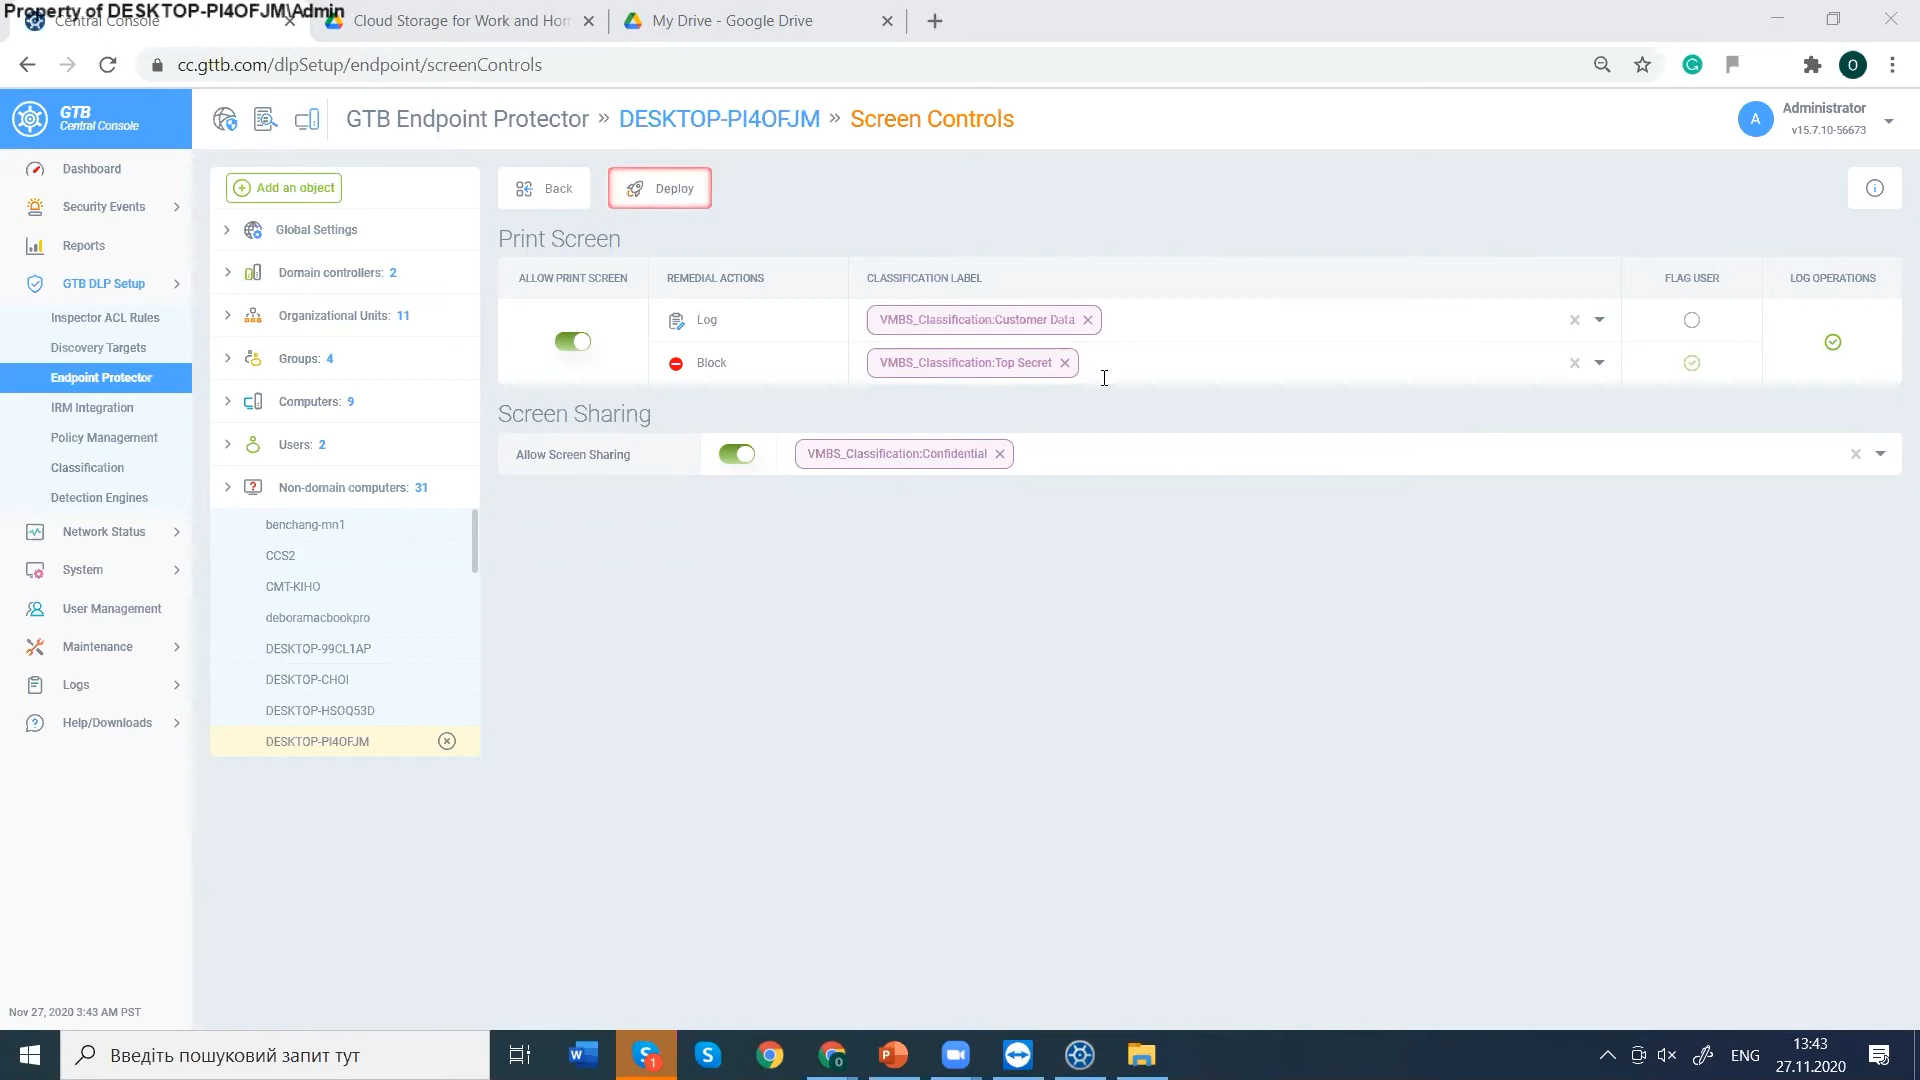 Property of DESKTOP-PI4OFJM\Admin
Central Console
Cloud Storage for Work and Hom
My Drive - Google Drive
cc.gttb.com/dlpSetup/endpoint/screenControls
O
GTB
Central Console
GTB Endpoint Protector » DESKTOP-PI4OFJM » Screen Controls
A
Administrator
v15.7.10-56673
Dashboard
Security Events
Reports
GTB DLP Setup
Inspector ACL Rules
Discovery Targets
Endpoint Protector
IRM Integration
Policy Management
Classification
Detection Engines
Network Status
System
User Management
Maintenance
Logs
Help/Downloads
Nov 27, 2020 3:43 AM PST
Add an object
Global Settings
Domain controllers: 2
Organizational Units: 11
Groups: 4
Computers: 9
Users: 2
Non-domain computers: 31
benchang-mn1
CCS2
CMT-KIHO
deboramacbookpro
DESKTOP-99CL1AP
DESKTOP-CHOI
DESKTOP-HSOQ53D
DESKTOP-PI4OFJM
Back
Deploy
Print Screen
ALLOW PRINT SCREEN REMEDIAL ACTIONS CLASSIFICATION LABEL FLAG USER LOG OPERATIONS
Log VMBS_Classification:Customer Data
Block VMBS_Classification:Top Secret
Screen Sharing
Allow Screen Sharing VMBS_Classification:Confidential
Введіть пошуковий запит тут
1
ENG
13:43
27.11.2020